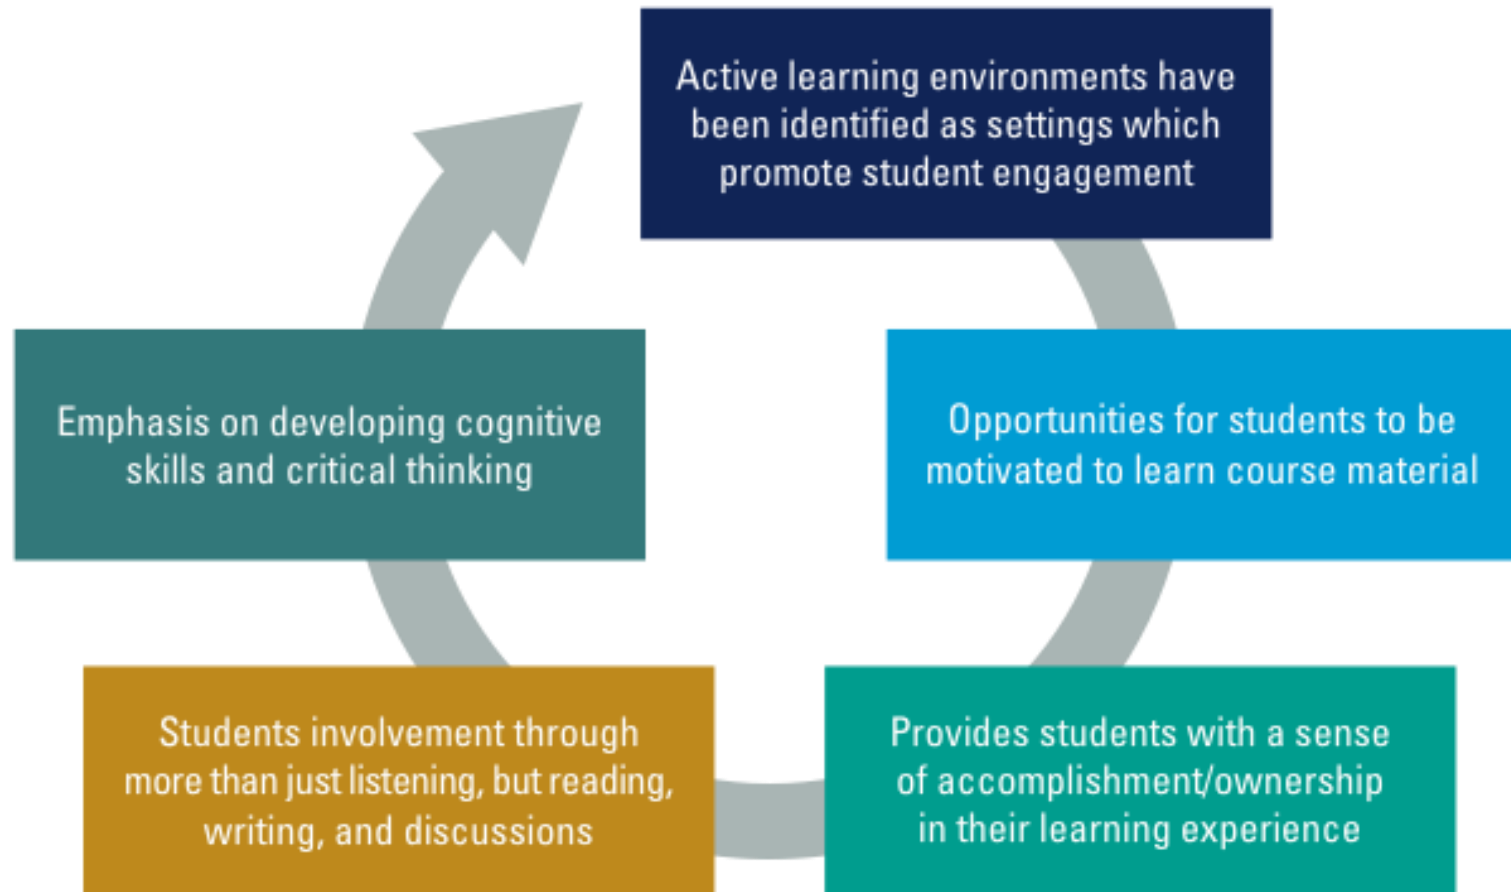 Active learning environments have
been identified as settings which
promote student engagement
Opportunities for students to be
motivated to learn course material
Provides students with a sense
of accomplishment/ownership
in their learning experience
Students involvement through
more than just listening, but reading,
writing, and discussions
Emphasis on developing cognitive
skills and critical thinking